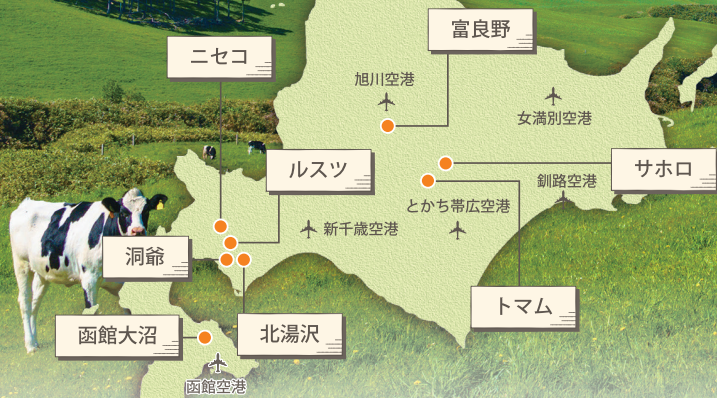 富良野
ニセコ
旭川空港
女満別空港
ルスツ
サホロ
釧路空港
とかち帯広空港
新千歳空港
洞爺
トマム
函館大沼
北湯沢
函館空港